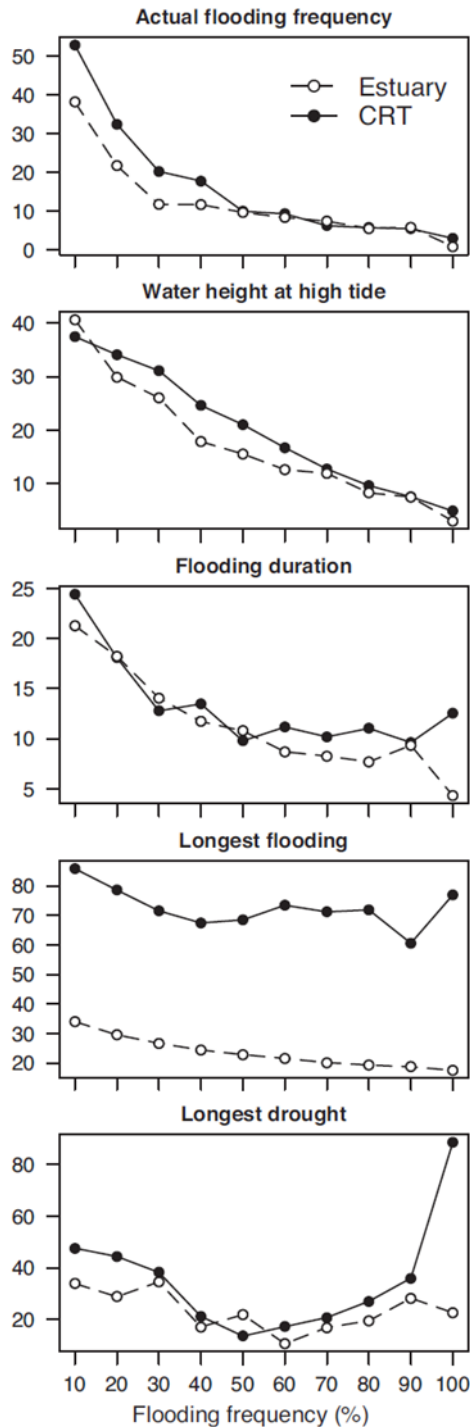 Actual flooding frequency
50
40
30
20
10
0
Estuary
CRT
Water height at high tide
40
30
20
10
Flooding duration
25
20
15
10
5
Longest flooding
80
70
60
50
40
30
20
Longest drought
80
60
40
20
10 20 30 40 50 60 70 80 90 100
Flooding frequency (%)